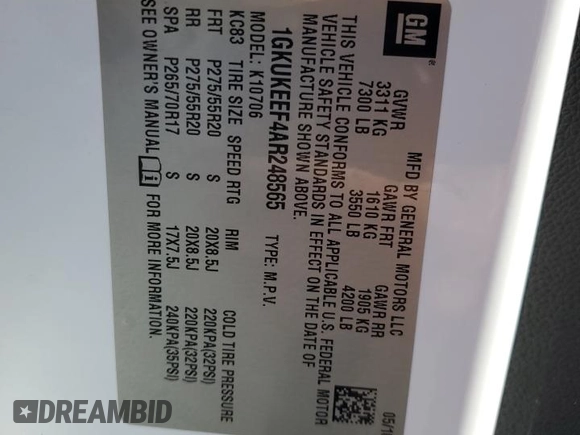 GM®
MFD BY GENERAL MOTORS LLC
GVWR GAWR FRT GAWR RR
3311 KG 1610 KG 1905 KG
7300 LB 3550 LB 4200 LB
THIS VEHICLE CONFORMS TO ALL APPLICABLE U.S. FEDERAL MOTOR
VEHICLE SAFETY STANDARDS IN EFFECT ON THE DATE OF
MANUFACTURE SHOWN ABOVE.
1GKUKEEF4AR248565 TYPE: M.P.V.
MODEL: K10706
KC83 TIRE SIZE SPEED RTG RIM COLD TIRE PRESSURE
FRT P275/55R20 S 20X8.5J 220KPA(32PSI)
RR P275/55R20 S 20X8.5J 220KPA(32PSI)
SPA P265/70R17 S 17X7.5J 240KPA(35PSI)
SEE OWNER'S MANUAL FOR MORE INFORMATION.
DREAMBID